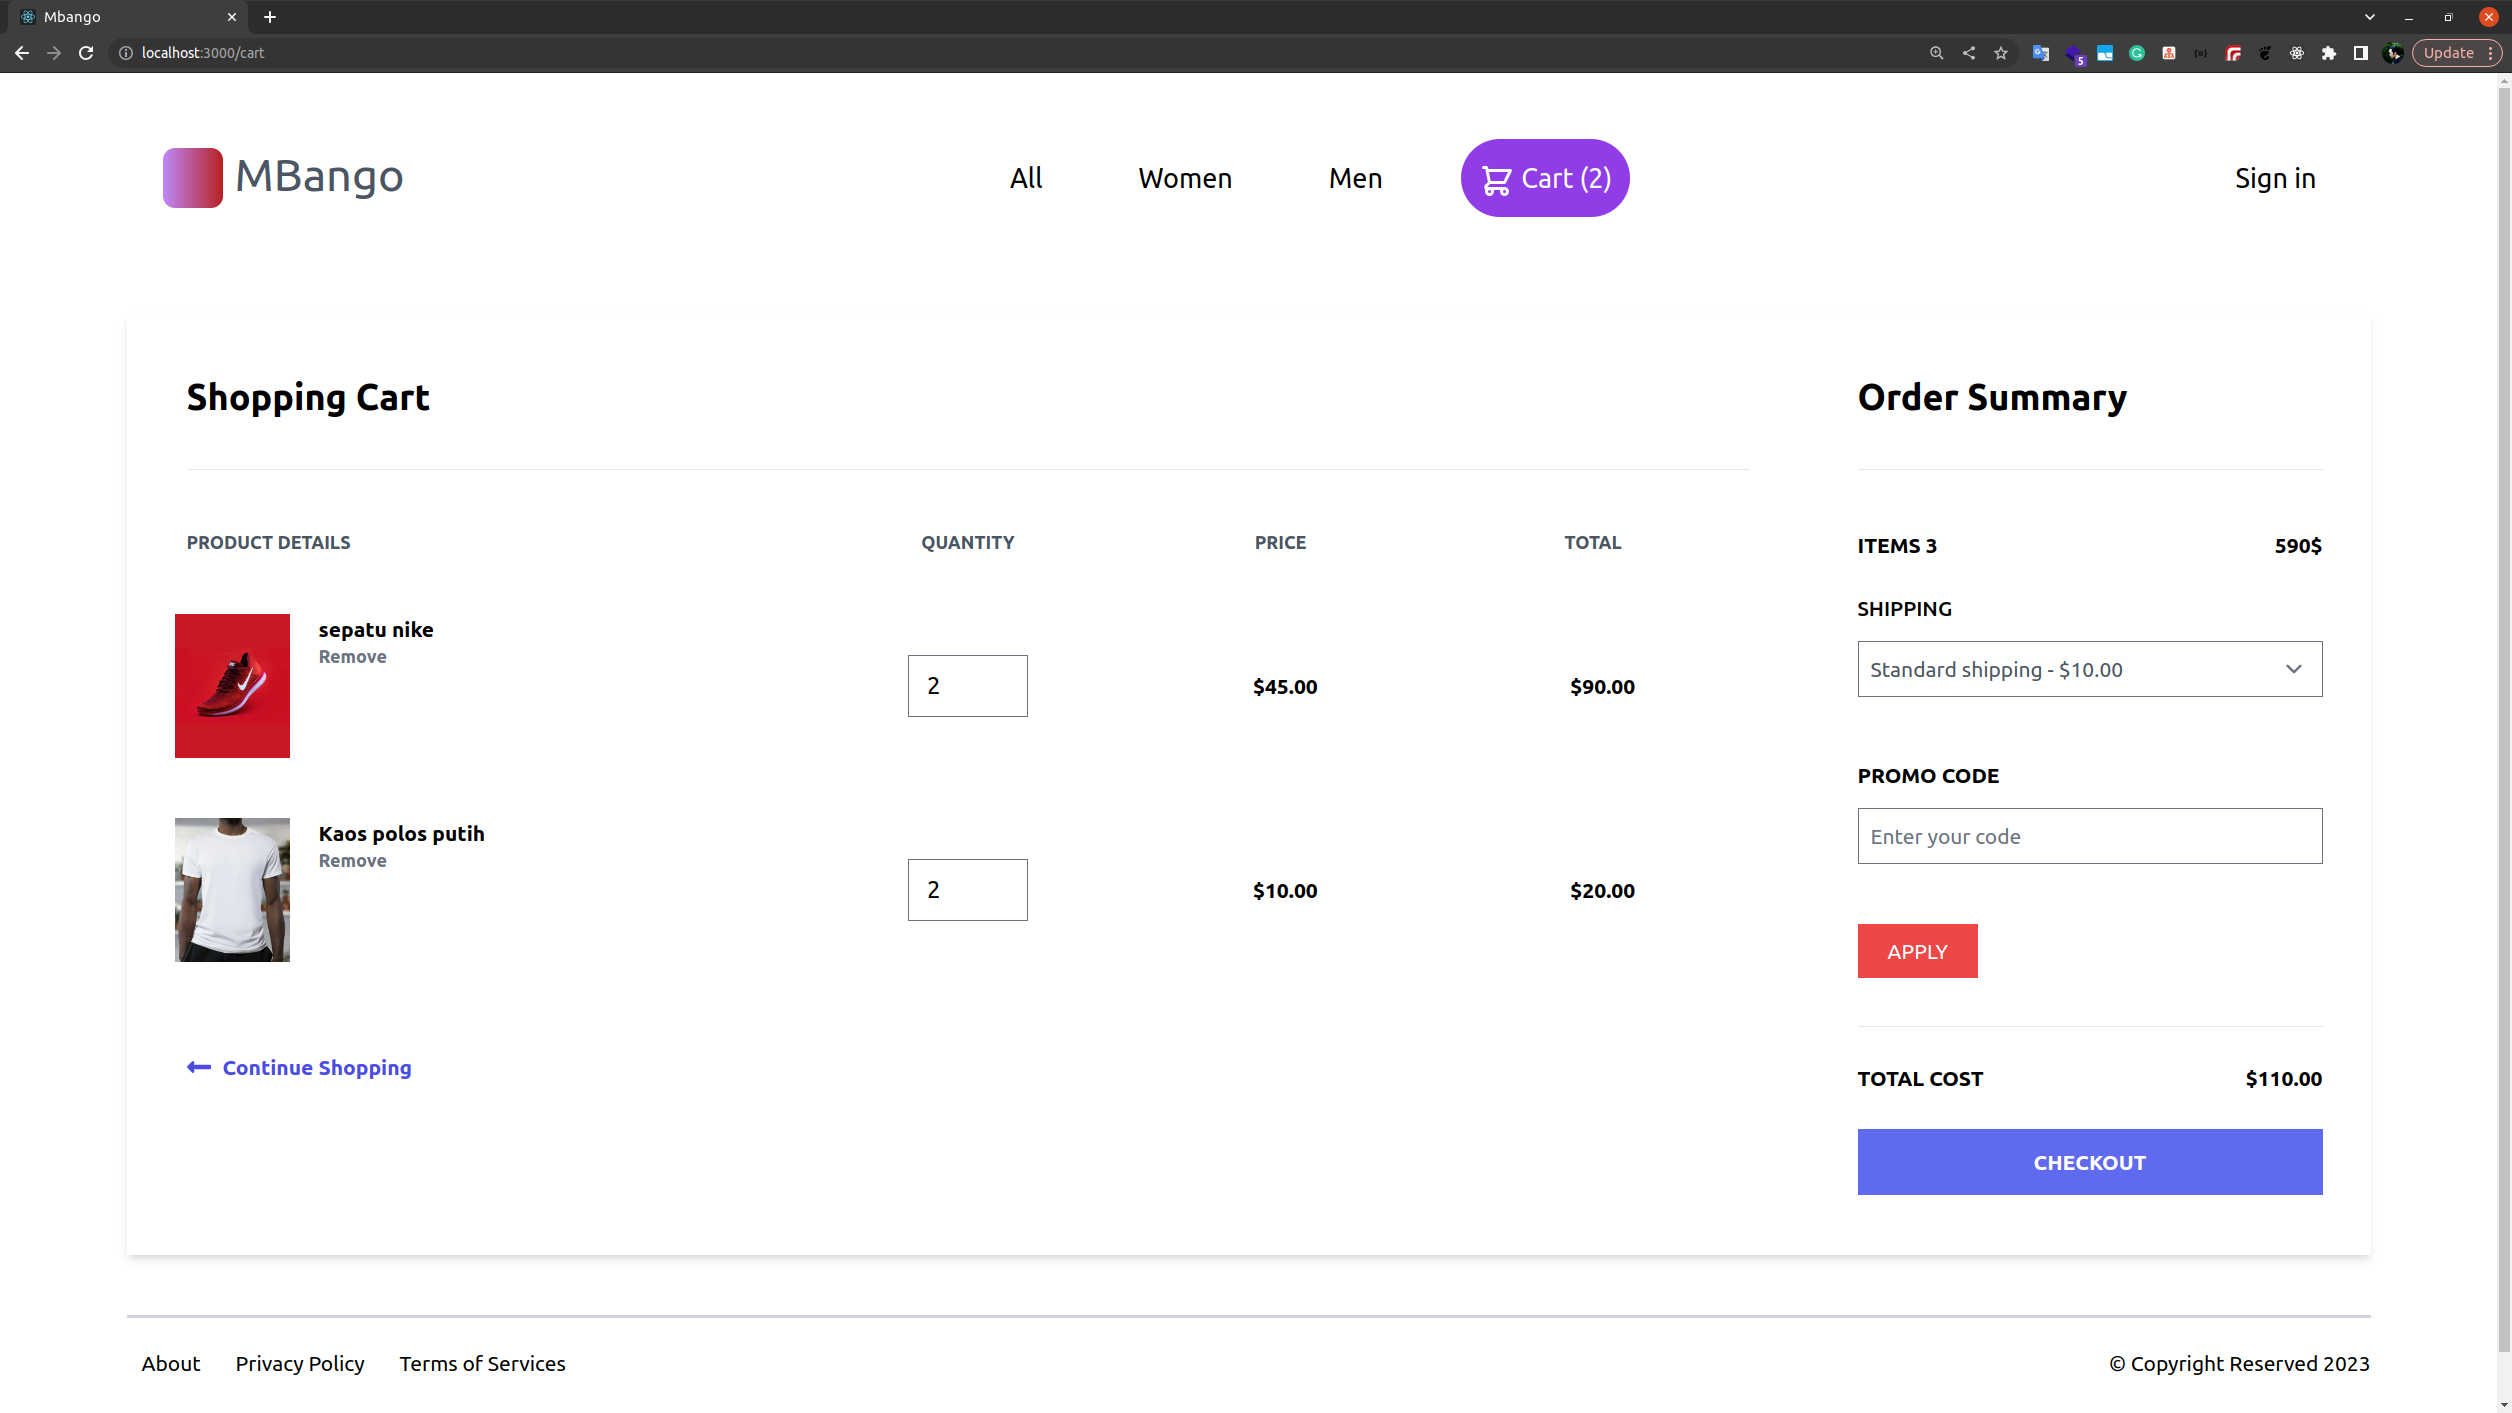 Mbango
localhost:3000/cart
5
Update
MBango
All
Women
Men
Cart (2)
Sign in
Shopping Cart
Order Summary
PRODUCT DETAILS
QUANTITY
PRICE
TOTAL
sepatu nike
Remove
2
$45.00
$90.00
Kaos polos putih
Remove
2
$10.00
$20.00
Continue Shopping
ITEMS 3
590$
SHIPPING
Standard shipping - $10.00
PROMO CODE
Enter your code
APPLY
TOTAL COST
$110.00
CHECKOUT
About
Privacy Policy
Terms of Services
© Copyright Reserved 2023